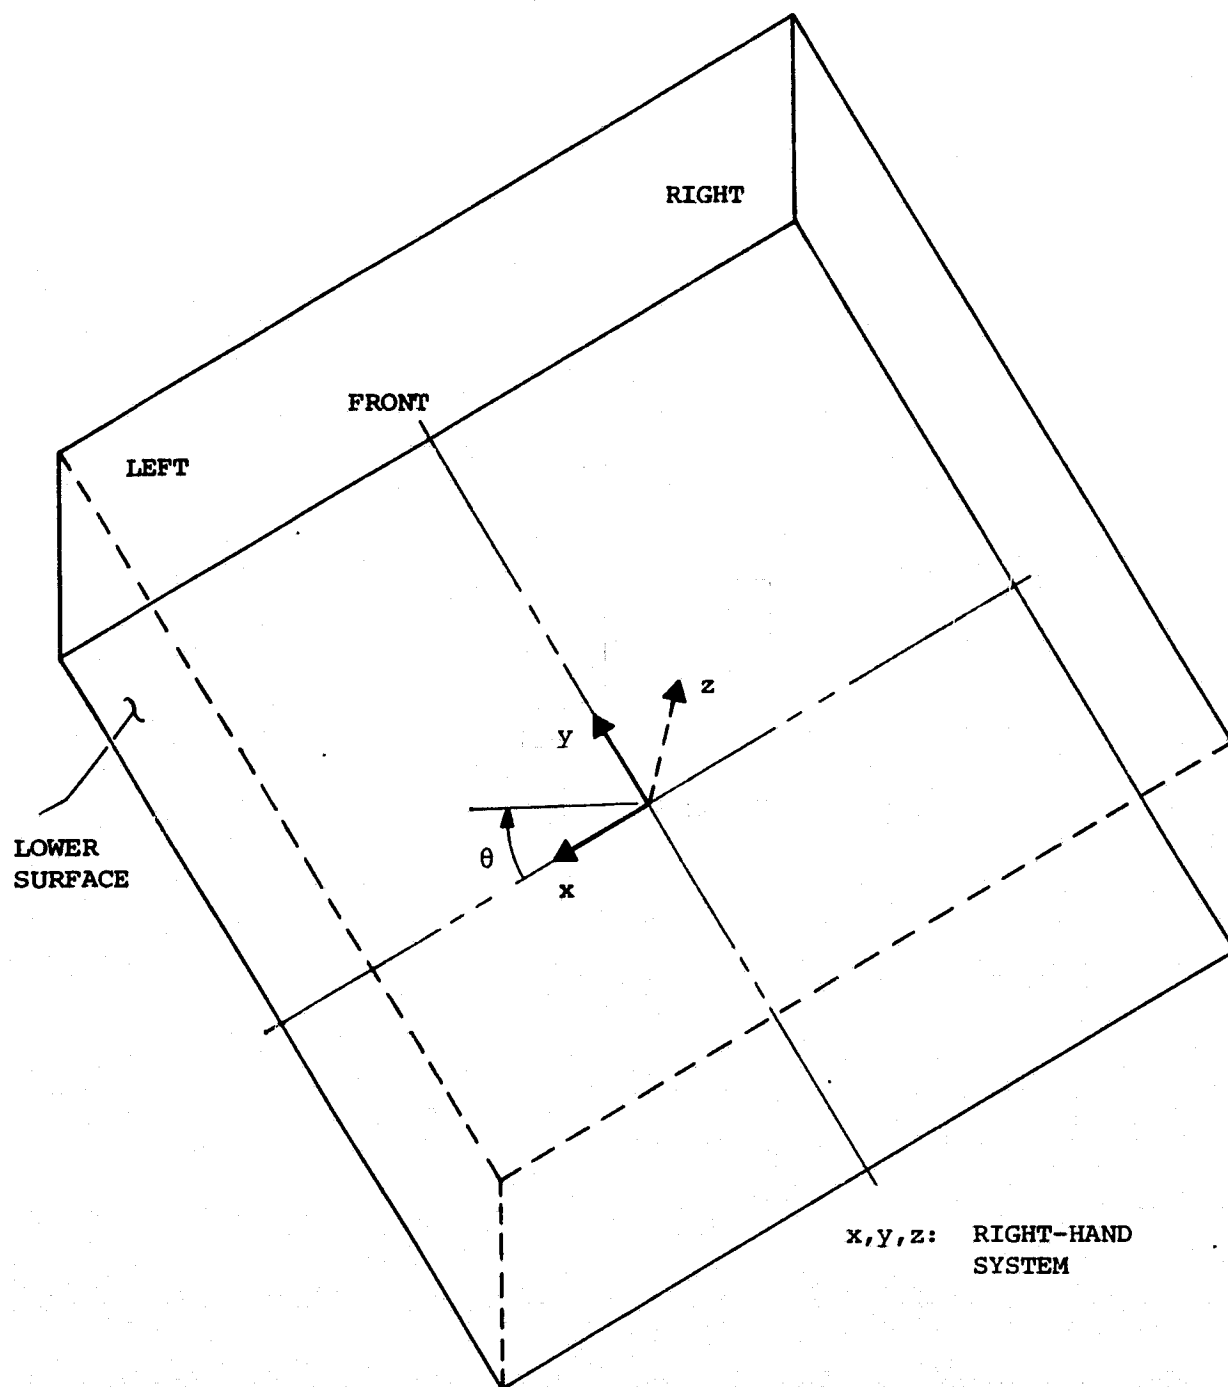 RIGHT
FRONT
LEFT
z
y
θ
x
LOWER
SURFACE
x,y,z: RIGHT-HAND
SYSTEM